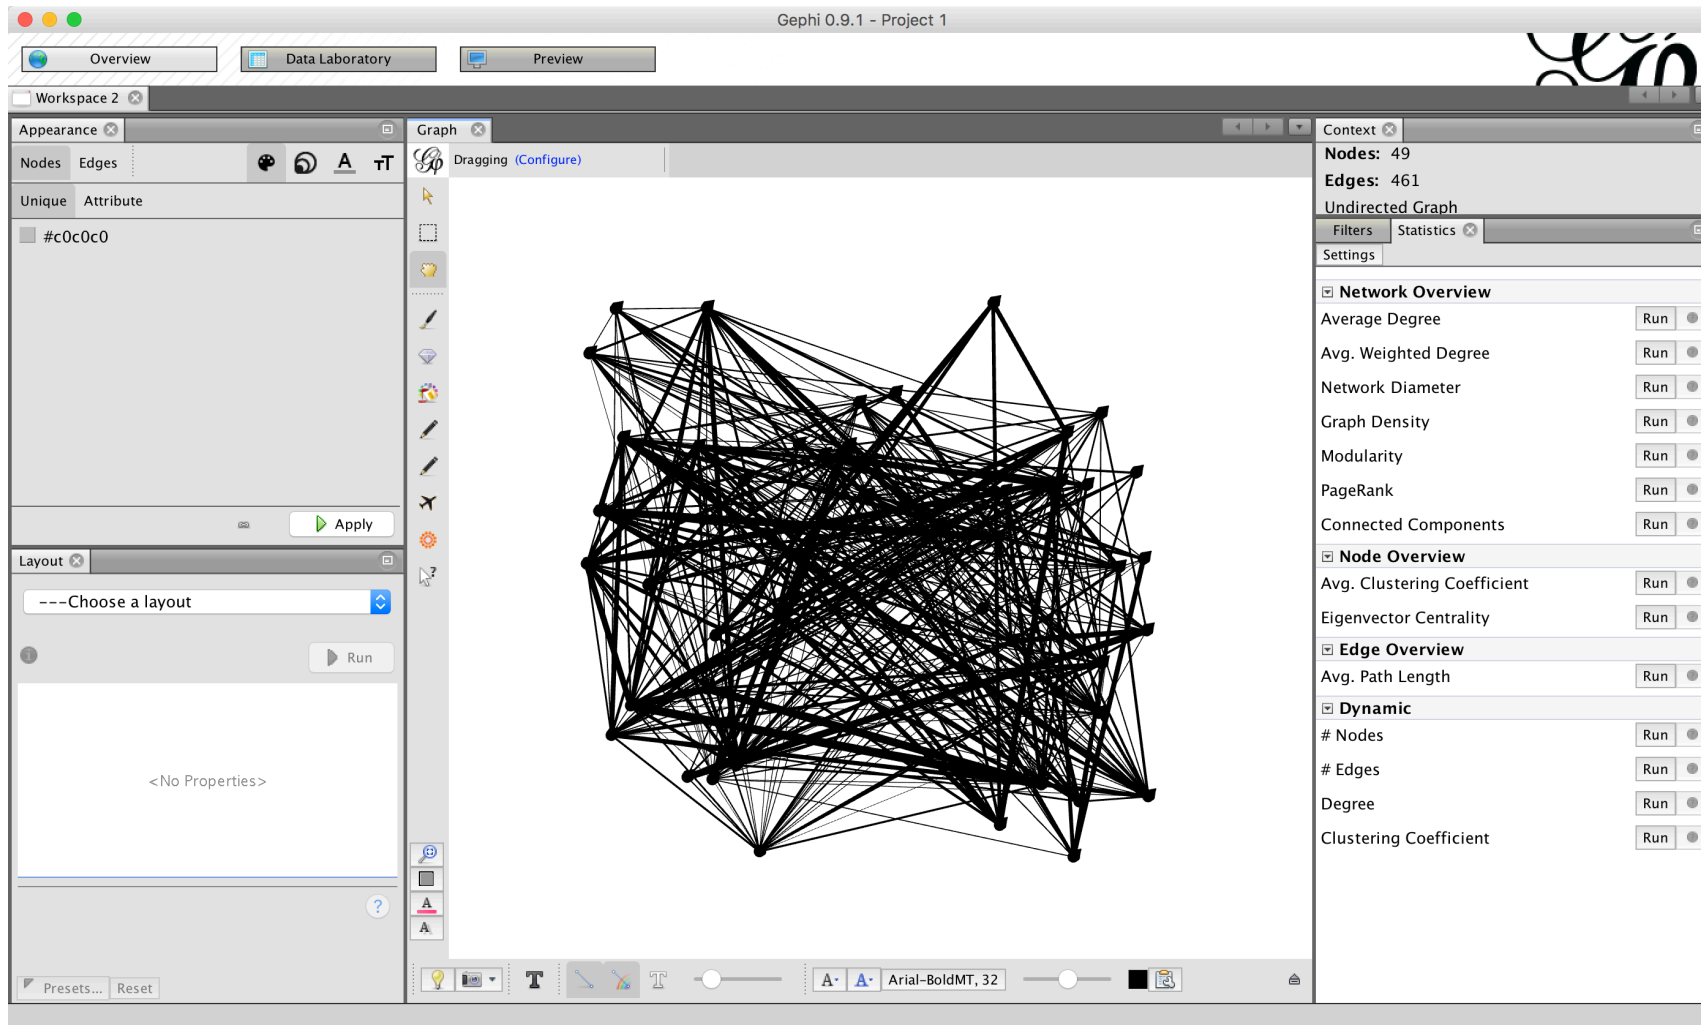 Gephi 0.9.1 - Project 1
Overview
Data Laboratory
Preview
Workspace 2
Appearance
Nodes
Edges
A
TT
Unique
Attribute
#c0c0c0
Apply
Layout
---Choose a layout
Run
<No Properties>
?
Presets...
Reset
Graph
Dragging (Configure)
?
A
A
T
T
A
A
Arial-BoldMT, 32
Context
Nodes: 49
Edges: 461
Undirected Graph
Filters
Statistics
Settings
Network Overview
Average Degree Run
Avg. Weighted Degree Run
Network Diameter Run
Graph Density Run
Modularity Run
PageRank Run
Connected Components Run
Node Overview
Avg. Clustering Coefficient Run
Eigenvector Centrality Run
Edge Overview
Avg. Path Length Run
Dynamic
# Nodes Run
# Edges Run
Degree Run
Clustering Coefficient Run